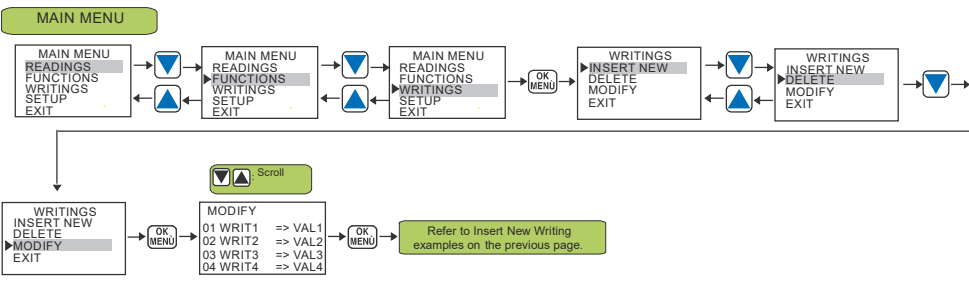 MAIN MENU
MAIN MENU
READINGS
FUNCTIONS
WRITINGS
SETUP
EXIT
MAIN MENU
READINGS
FUNCTIONS
WRITINGS
SETUP
EXIT
MAIN MENU
READINGS
FUNCTIONS
WRITINGS
SETUP
EXIT
OK
MENÙ
WRITINGS
INSERT NEW
DELETE
MODIFY
EXIT
WRITINGS
INSERT NEW
DELETE
MODIFY
EXIT
: Scroll
WRITINGS
INSERT NEW
DELETE
MODIFY
EXIT
OK
MENÙ
MODIFY
01 WRIT1 => VAL1
02 WRIT2 => VAL2
03 WRIT3 => VAL3
04 WRIT4 => VAL4
OK
MENÙ
Refer to Insert New Writing
examples on the previous page.